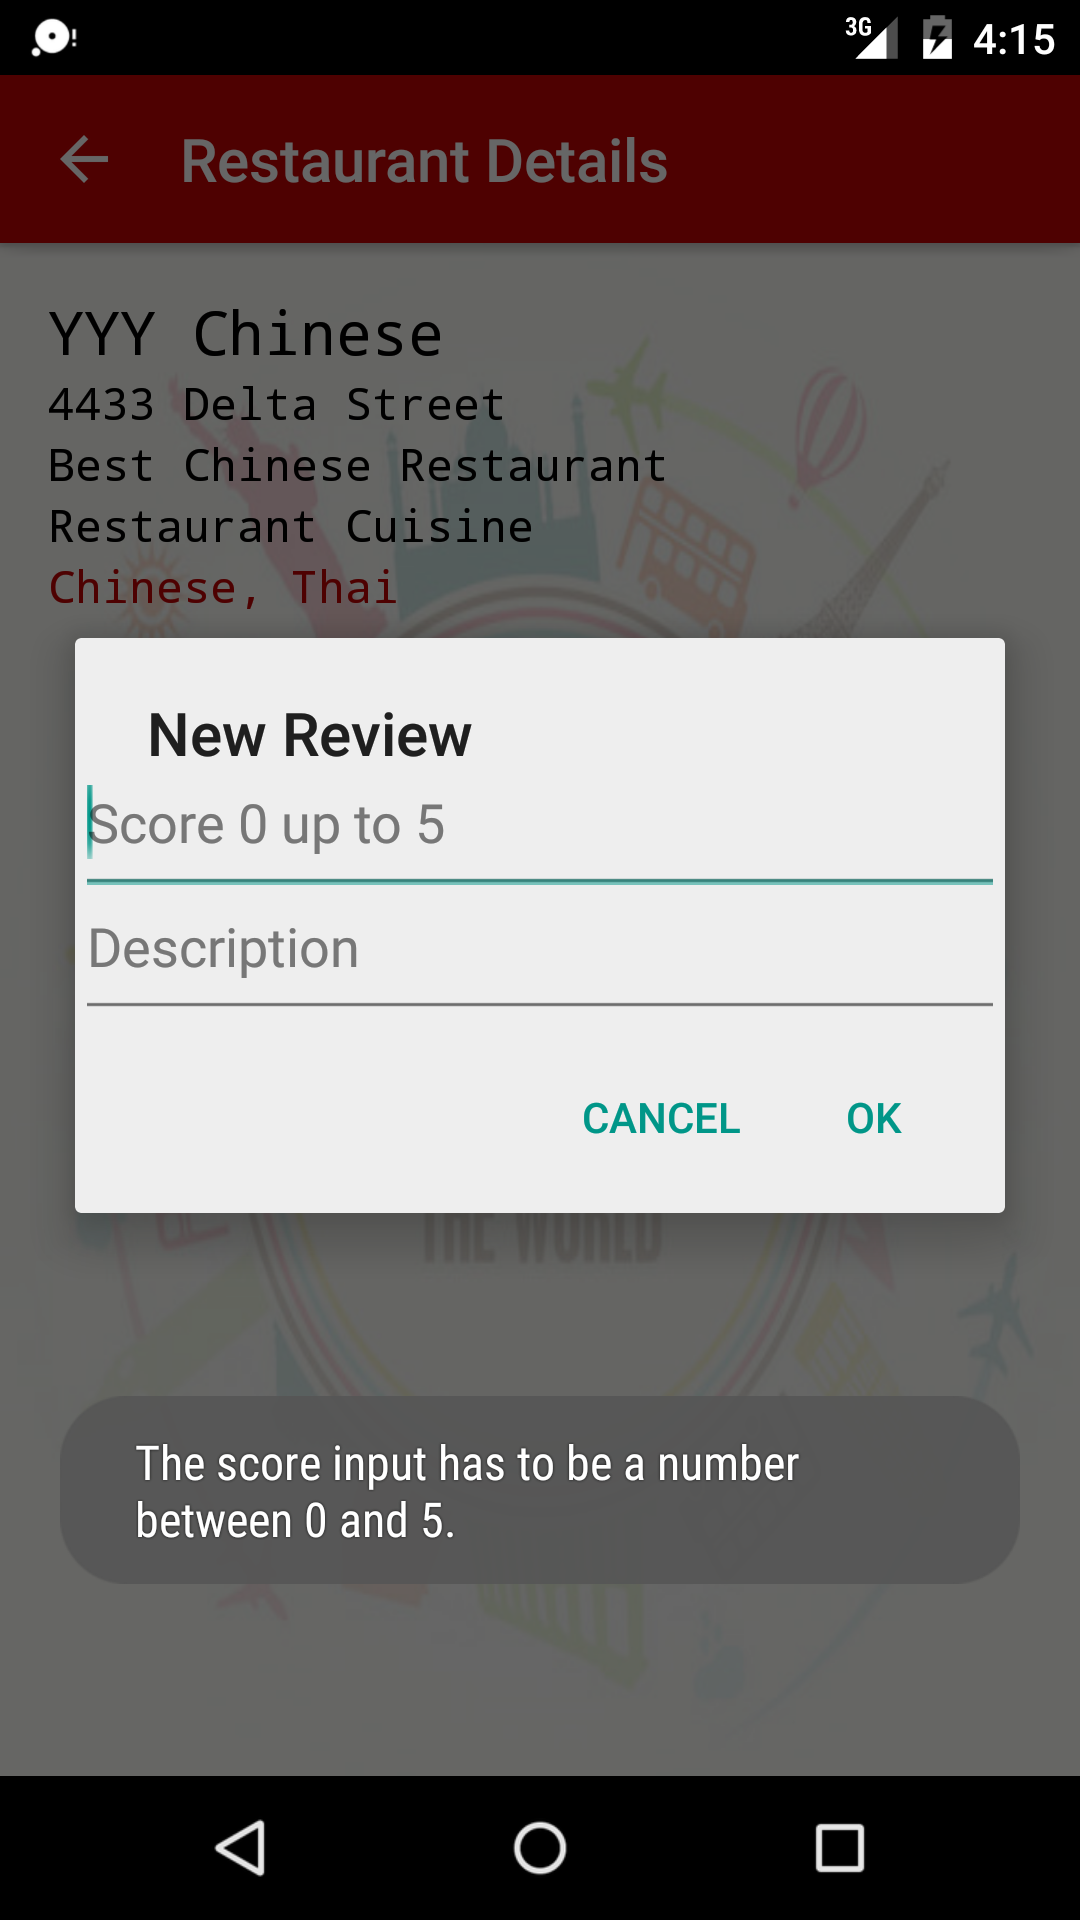 3G 4:15
Restaurant Details
YYY Chinese
4433 Delta Street
Best Chinese Restaurant
Restaurant Cuisine
Chinese, Thai
New Review
Score 0 up to 5
Description
CANCEL OK
THE WORLD
The score input has to be a number
between 0 and 5.